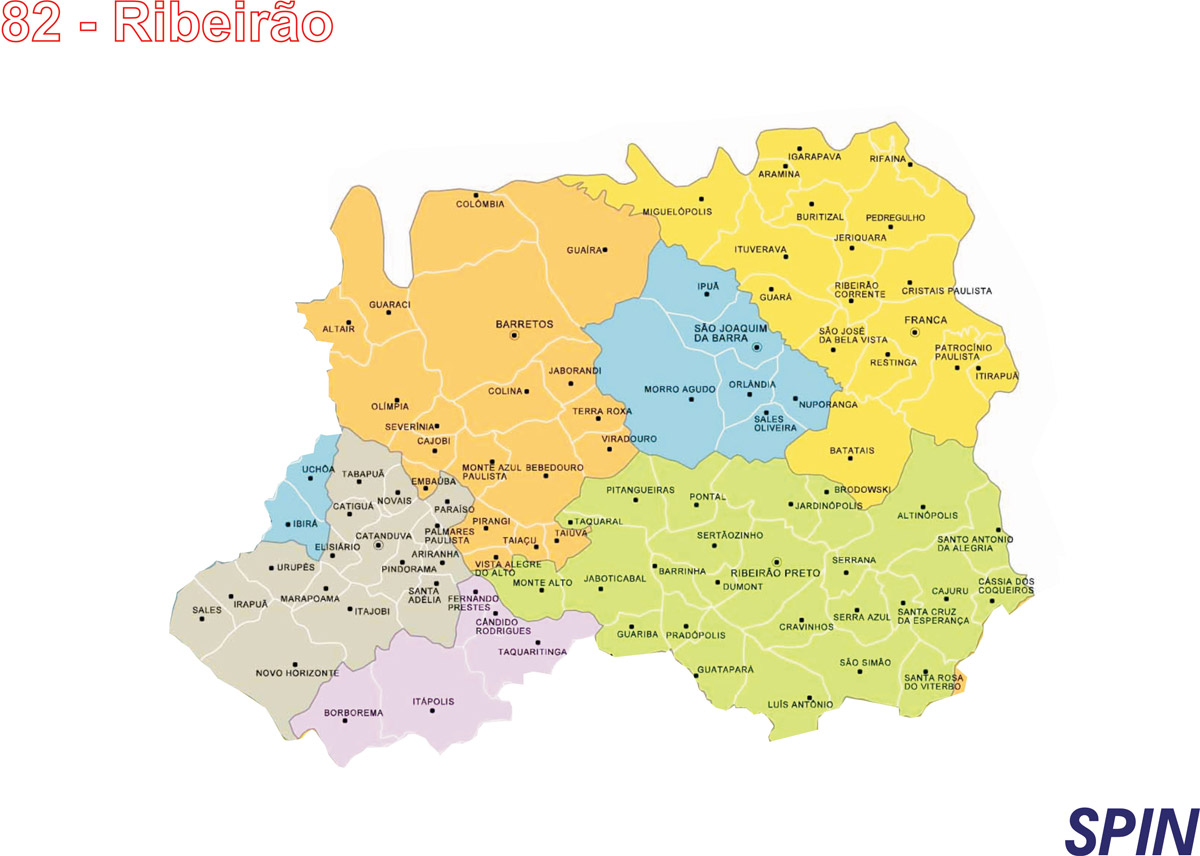 82 - Ribeirão
IGARAPAVA
RIFAINA
ARAMINA
COLÔMBIA
MIGUELÓPOLIS
BURITIZAL
PEDREGULHO
JERIQUARA
GUAÍRA
ITUVERAVA
IPUÃ
GUARÁ
RIBEIRÃO
CORRENTE
CRISTAIS PAULISTA
GUARACI
ALTAIR
BARRETOS
SÃO JOAQUIM
DA BARRA
SÃO JOSÉ
DA BELA VISTA
FRANCA
RESTINGA
PATROCÍNIO
PAULISTA
ITIRAPUÃ
JABORANDI
COLINA
MORRO AGUDO
ORLÂNDIA
NUPORANGA
OLÍMPIA
TERRA ROXA
SALES
OLIVEIRA
SEVERÍNIA
CAJOBI
VIRADOURO
BATATAIS
UCHÔA
TABAPUÃ
MONTE AZUL
PAULISTA
BEBEDOURO
EMBAÚBA
NOVAIS
PARAÍSO
PITANGUEIRAS
PONTAL
BRODOWSKI
JARDINÓPOLIS
CATIGUÁ
IBIRÁ
PIRANGI
TAQUARAL
ALTINÓPOLIS
CATANDUVA
PALMARES
PAULISTA
TAIAÇU
TAIÚVA
SERTÃOZINHO
SANTO ANTONIO
DA ALEGRIA
ELISIÁRIO
ARIRANHA
URUPÊS
PINDORAMA
VISTA ALEGRE
DO ALTO
MONTE ALTO
JABOTICABAL
BARRINHA
RIBEIRÃO PRETO
DUMONT
SERRANA
CÁSSIA DOS
COQUEIROS
CAJURU
SALES
IRAPUÃ
MARAPOAMA
ITAJOBI
SANTA
ADÉLIA
FERNANDO
PRESTES
CÂNDIDO
RODRIGUES
GUARIBA
PRADÓPOLIS
CRAVINHOS
SERRA AZUL
SANTA CRUZ
DA ESPERANÇA
TAQUARITINGA
NOVO HORIZONTE
GUATAPARÁ
SÃO SIMÃO
SANTA ROSA
DO VITERBO
BORBOREMA
ITÁPOLIS
LUÍS ANTÔNIO
SPIN